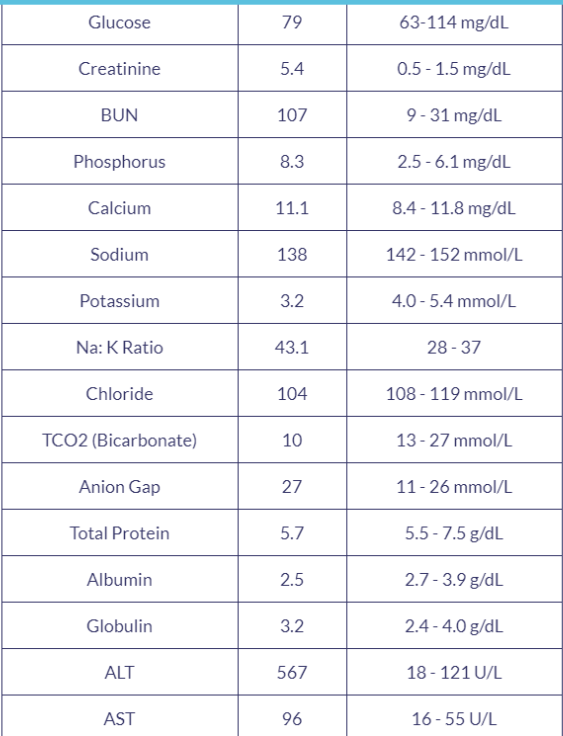 Glucose 79 63-114 mg/dL
Creatinine 5.4 0.5 - 1.5 mg/dL
BUN 107 9 - 31 mg/dL
Phosphorus 8.3 2.5 - 6.1 mg/dL
Calcium 11.1 8.4 - 11.8 mg/dL
Sodium 138 142 - 152 mmol/L
Potassium 3.2 4.0 - 5.4 mmol/L
Na: K Ratio 43.1 28 - 37
Chloride 104 108 - 119 mmol/L
TCO2 (Bicarbonate) 10 13 - 27 mmol/L
Anion Gap 27 11 - 26 mmol/L
Total Protein 5.7 5.5 - 7.5 g/dL
Albumin 2.5 2.7 - 3.9 g/dL
Globulin 3.2 2.4 - 4.0 g/dL
ALT 567 18 - 121 U/L
AST 96 16 - 55 U/L